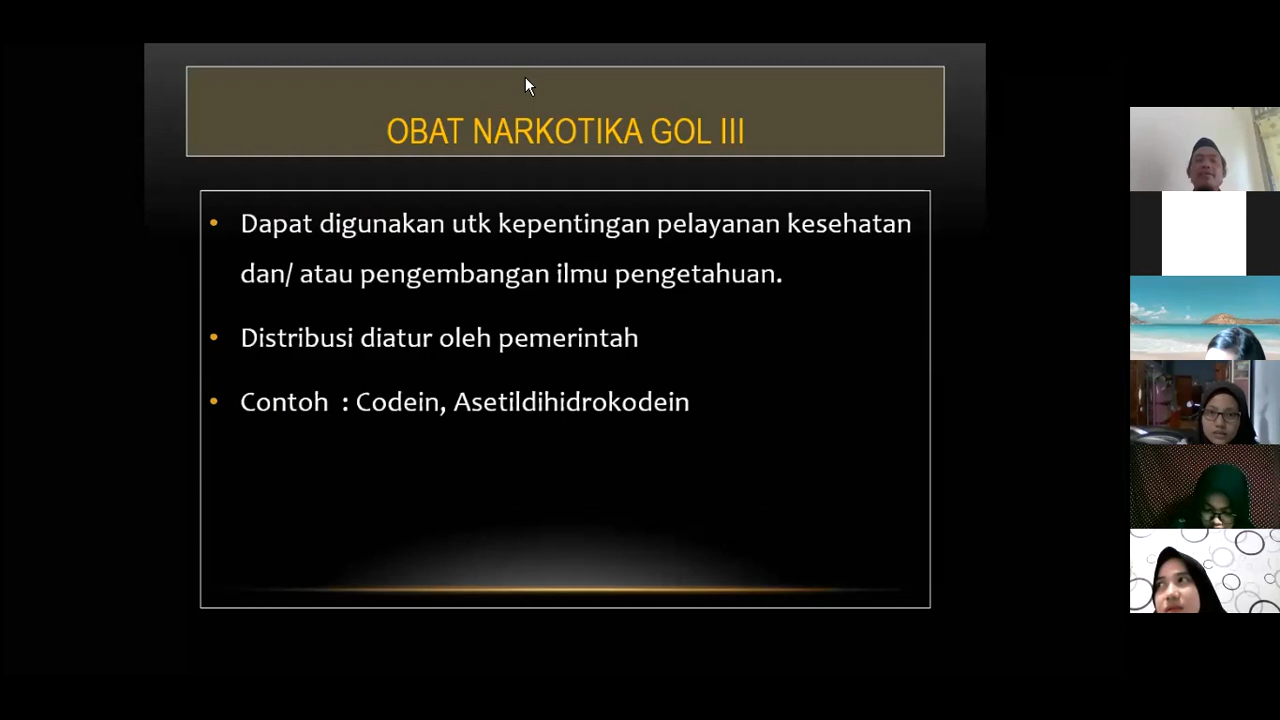 OBAT NARKOTIKA GOL III
• Dapat digunakan utk kepentingan pelayanan kesehatan
dan/ atau pengembangan ilmu pengetahuan.
• Distribusi diatur oleh pemerintah
• Contoh  : Codein, Asetildihidrokodein